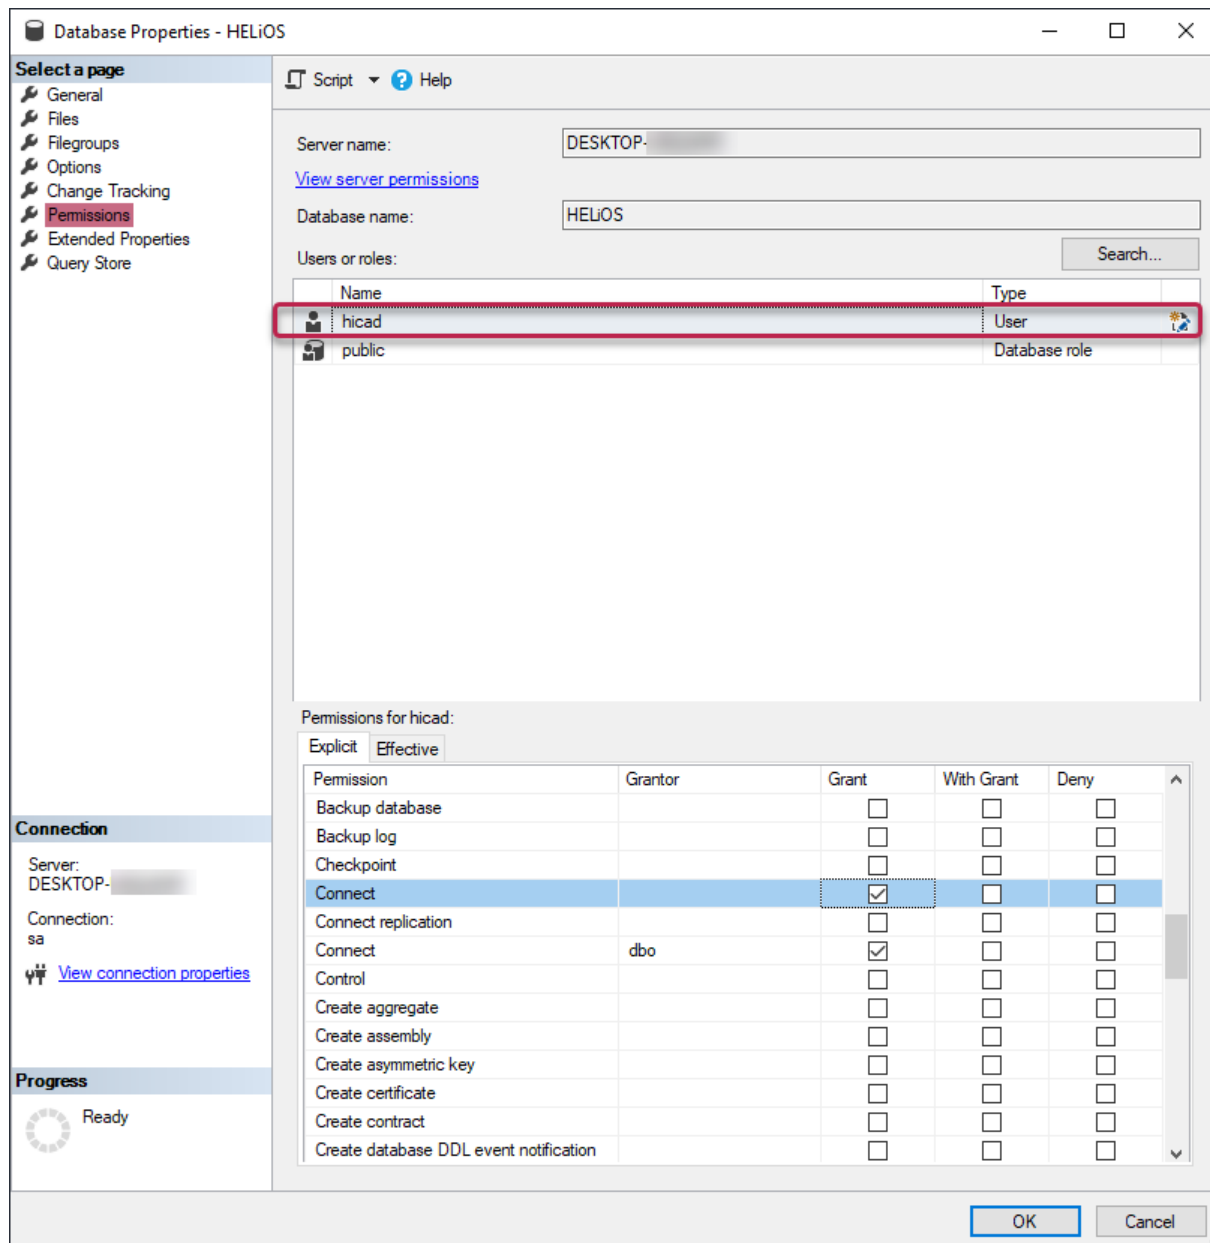 Database Properties - HELiOS
Select a page
General
Files
Filegroups
Options
Change Tracking
Permissions
Extended Properties
Query Store
Connection
Server:
DESKTOP-
Connection:
sa
View connection properties
Progress
Ready
Script Help
Server name: DESKTOP-
View server permissions
Database name: HELiOS
Users or roles: Search...
Name Type
hicad User
public Database role
Permissions for hicad:
Explicit Effective
Permission Grantor Grant With Grant Deny
Backup database
Backup log
Checkpoint
Connect
Connect replication
Connect dbo
Control
Create aggregate
Create assembly
Create asymmetric key
Create certificate
Create contract
Create database DDL event notification
OK Cancel